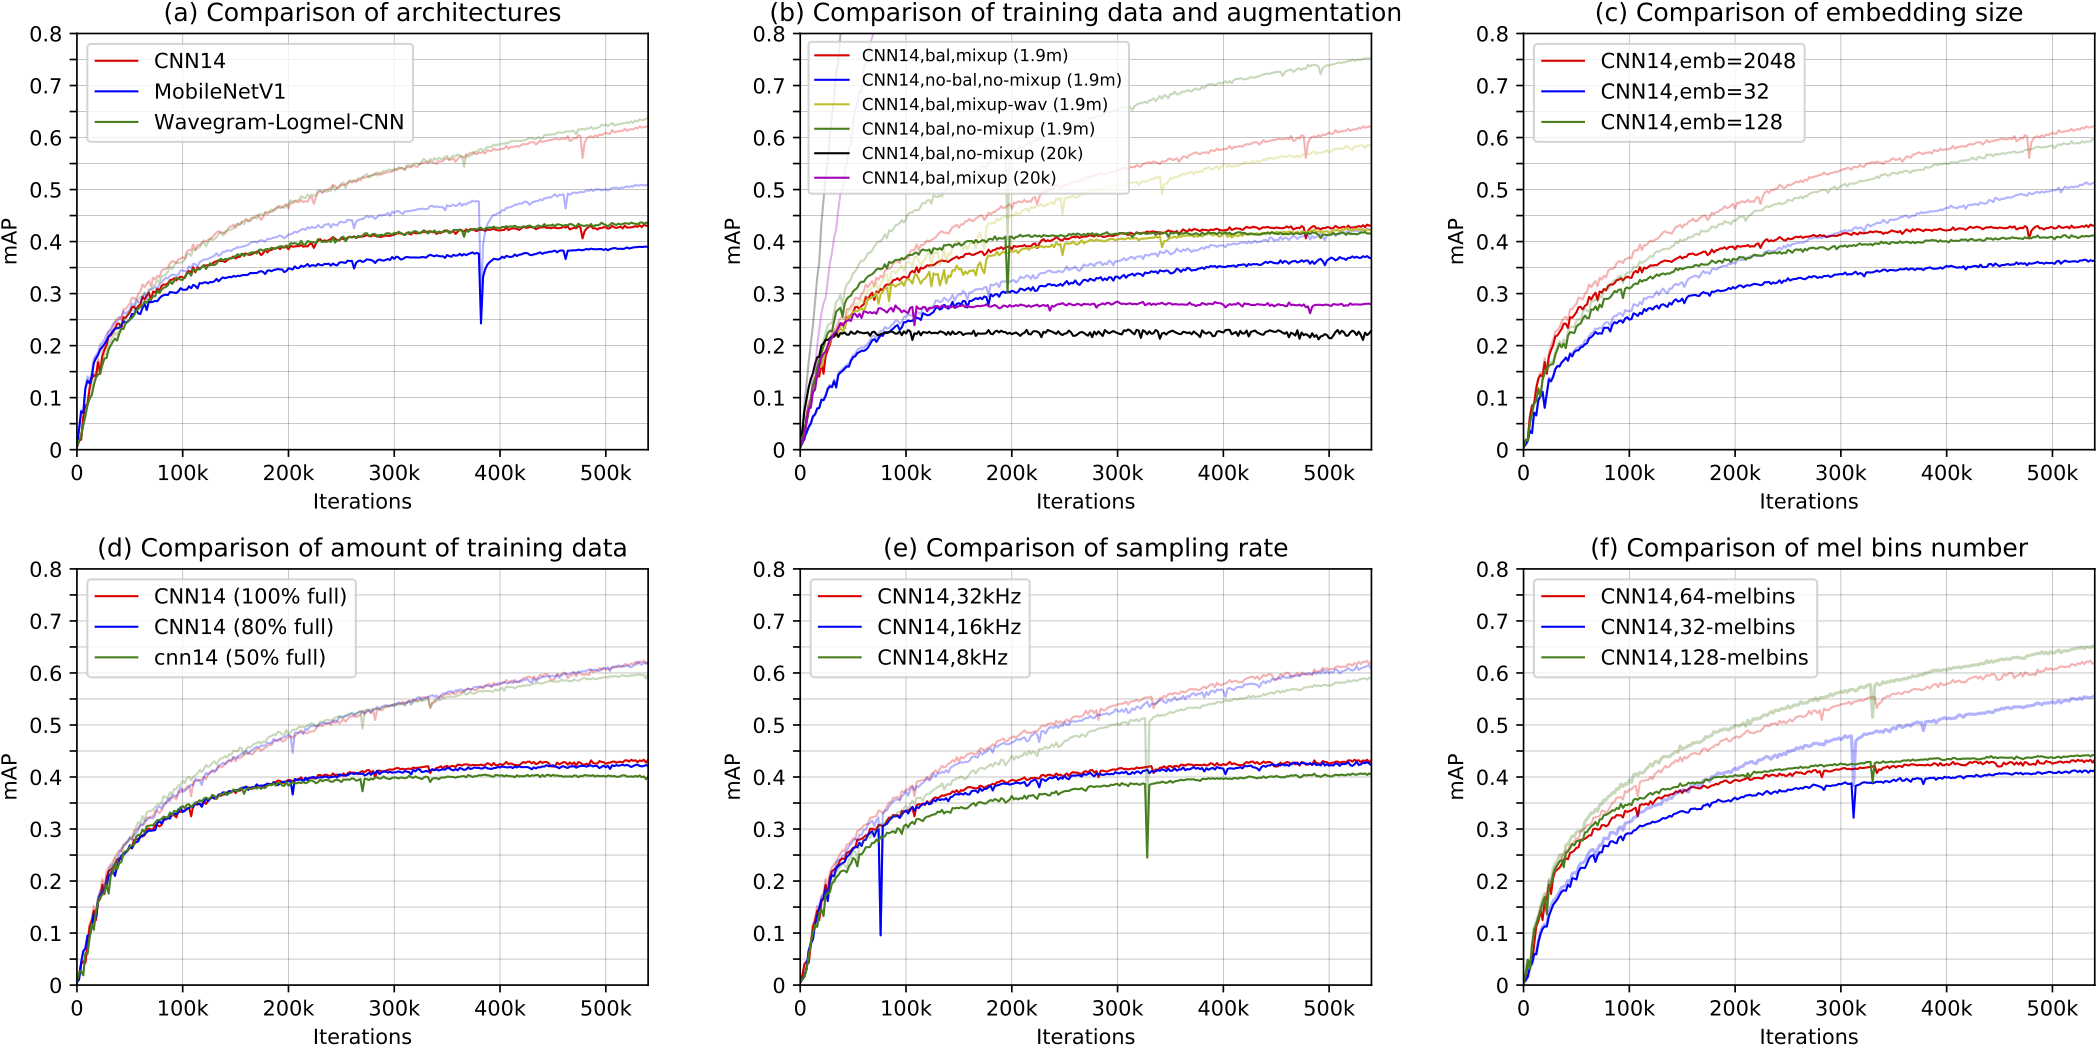 (a) Comparison of architectures
0.8
0.7
0.6
0.5
0.4
0.3
0.2
0.1
0
mAP
CNN14
MobileNetV1
Wavegram-Logmel-CNN
0 100k 200k 300k 400k 500k
Iterations
(b) Comparison of training data and augmentation
0.8
0.7
0.6
0.5
0.4
0.3
0.2
0.1
0
mAP
CNN14,bal,mixup (1.9m)
CNN14,no-bal,no-mixup (1.9m)
CNN14,bal,mixup-wav (1.9m)
CNN14,bal,no-mixup (1.9m)
CNN14,bal,no-mixup (20k)
CNN14,bal,mixup (20k)
0 100k 200k 300k 400k 500k
Iterations
(c) Comparison of embedding size
0.8
0.7
0.6
0.5
0.4
0.3
0.2
0.1
0
mAP
CNN14,emb=2048
CNN14,emb=32
CNN14,emb=128
0 100k 200k 300k 400k 500k
Iterations
(d) Comparison of amount of training data
0.8
0.7
0.6
0.5
0.4
0.3
0.2
0.1
0
mAP
CNN14 (100% full)
CNN14 (80% full)
cnn14 (50% full)
0 100k 200k 300k 400k 500k
Iterations
(e) Comparison of sampling rate
0.8
0.7
0.6
0.5
0.4
0.3
0.2
0.1
0
mAP
CNN14,32kHz
CNN14,16kHz
CNN14,8kHz
0 100k 200k 300k 400k 500k
Iterations
(f) Comparison of mel bins number
0.8
0.7
0.6
0.5
0.4
0.3
0.2
0.1
0
mAP
CNN14,64-melbins
CNN14,32-melbins
CNN14,128-melbins
0 100k 200k 300k 400k 500k
Iterations